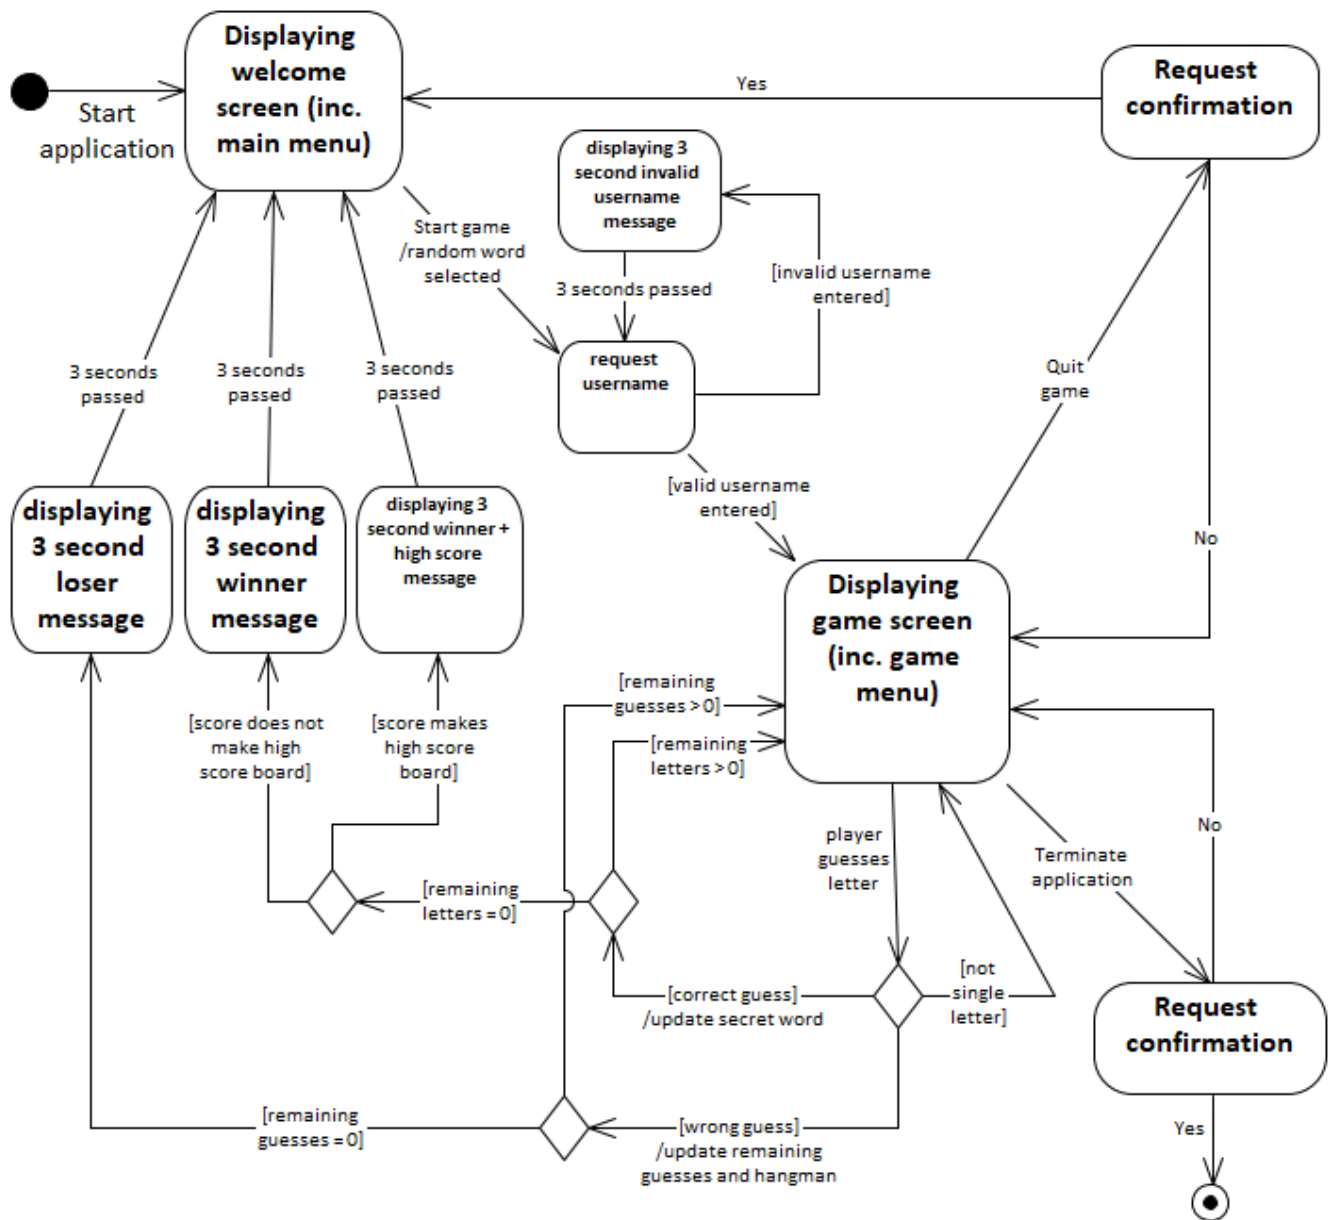 Displaying
welcome
screen (inc.
main menu)
Start
application
Yes
Request
confirmation
displaying 3
second invalid
username
message
Start game
/random word
selected
3 seconds passed
[invalid username
entered]
request
username
3 seconds
passed
3 seconds
passed
3 seconds
passed
Quit
game
[valid username
entered]
No
displaying
3 second
loser
message
displaying
3 second
winner
message
displaying 3
second winner +
high score
message
Displaying
game screen
(inc. game
menu)
[remaining
guesses > 0]
[score does not
make high
score board]
[score makes
high score
board]
[remaining
letters > 0]
player
guesses
letter
No
Terminate
application
[remaining
letters = 0]
[correct guess]
/update secret word
[not
single
letter]
Request
confirmation
[remaining
guesses = 0]
[wrong guess]
/update remaining
guesses and hangman
Yes